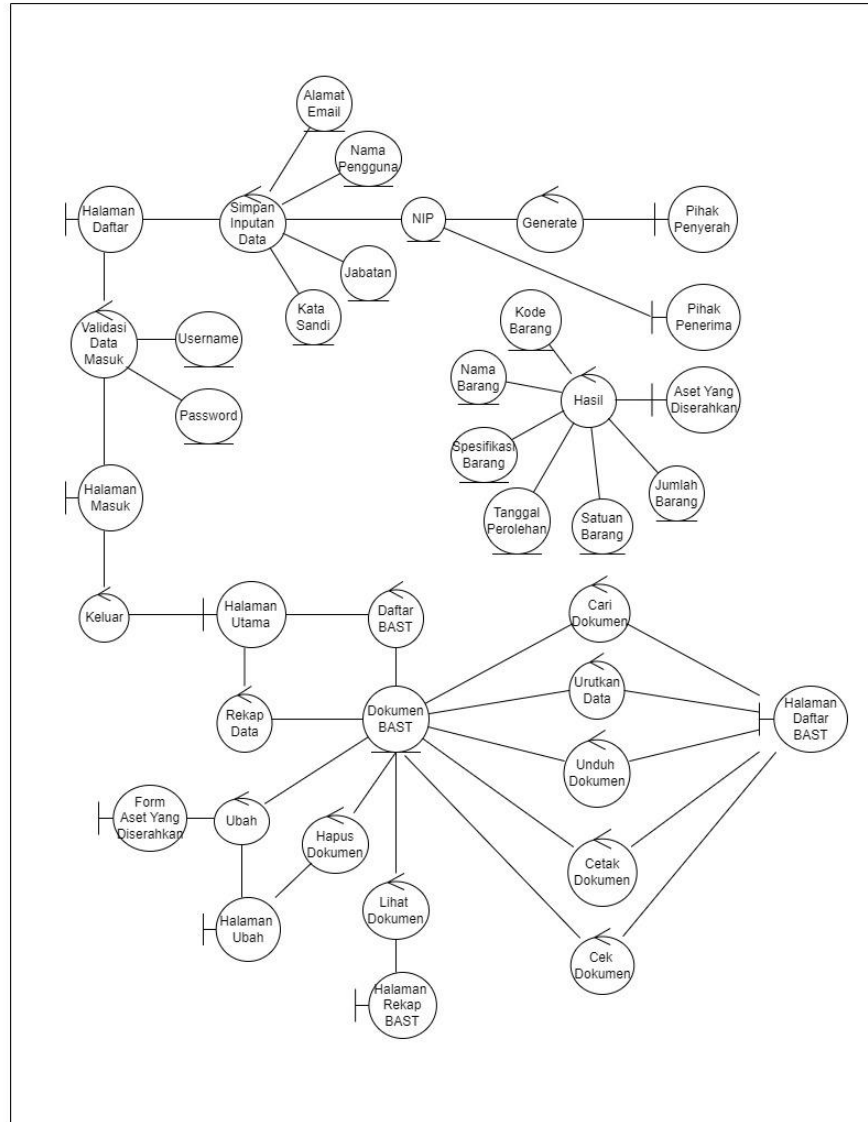 Alamat
Email
Nama
Pengguna
Halaman
Daftar
Simpan
Inputan
Data
NIP
Generate
Pihak
Penyerah
Jabatan
Kata
Sandi
Kode
Barang
Pihak
Penerima
Validasi
Data
Masuk
Username
Password
Nama
Barang
Hasil
Aset Yang
Diserahkan
Spesifikasi
Barang
Tanggal
Perolehan
Satuan
Barang
Jumlah
Barang
Halaman
Masuk
Keluar
Halaman
Utama
Daftar
BAST
Cari
Dokumen
Rekap
Data
Dokumen
BAST
Urutkan
Data
Halaman
Daftar
BAST
Unduh
Dokumen
Form
Aset Yang
Diserahkan
Ubah
Hapus
Dokumen
Cetak
Dokumen
Halaman
Ubah
Lihat
Dokumen
Cek
Dokumen
Halaman
Rekap
BAST